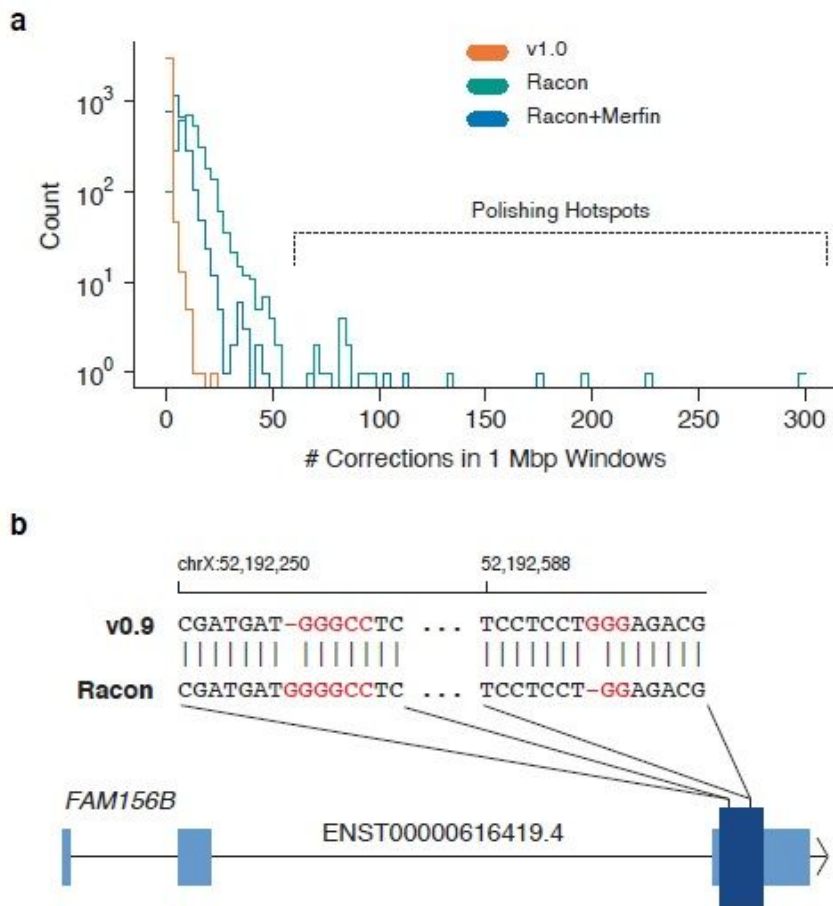 a
v1.0
Racon
Racon+Merfin
Polishing Hotspots
Count
10³
10²
10¹
10⁰
0 50 100 150 200 250 300
# Corrections in 1 Mbp Windows
b
chrX:52,192,250 52,192,588
v0.9 CGATGAT-GGGCCTC ... TCCTCCTGGGAGACG
Racon CGATGATGGGGCCTC ... TCCTCCT-GGAGACG
FAM156B
ENST00000616419.4